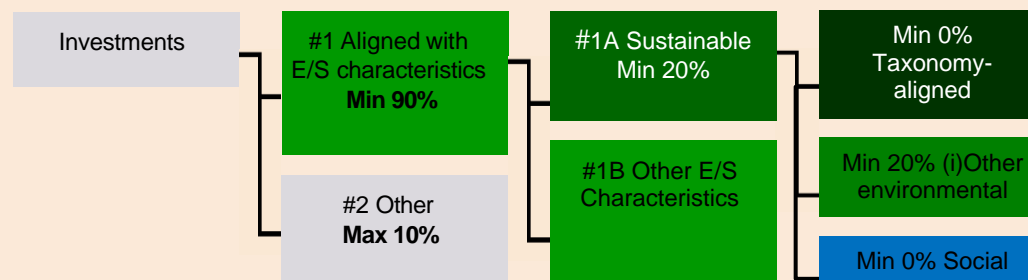 Investments
#1 Aligned with
E/S characteristics
Min 90%
#2 Other
Max 10%
#1A Sustainable
Min 20%
#1B Other E/S
Characteristics
Min 0%
Taxonomy-
aligned
Min 20% (i)Other
environmental
Min 0% Social